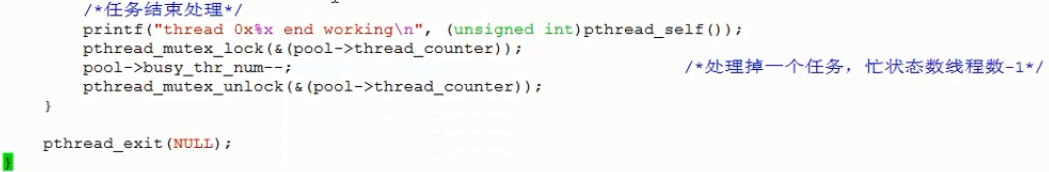 /*任务结束处理*/
printf("thread 0x%x end working\n", (unsigned int)pthread_self());
pthread_mutex_lock(&(pool->thread_counter));
pool->busy_thr_num--; /*处理掉一个任务，忙状态数线程数-1*/
pthread_mutex_unlock(&(pool->thread_counter));
}
pthread_exit(NULL);
}